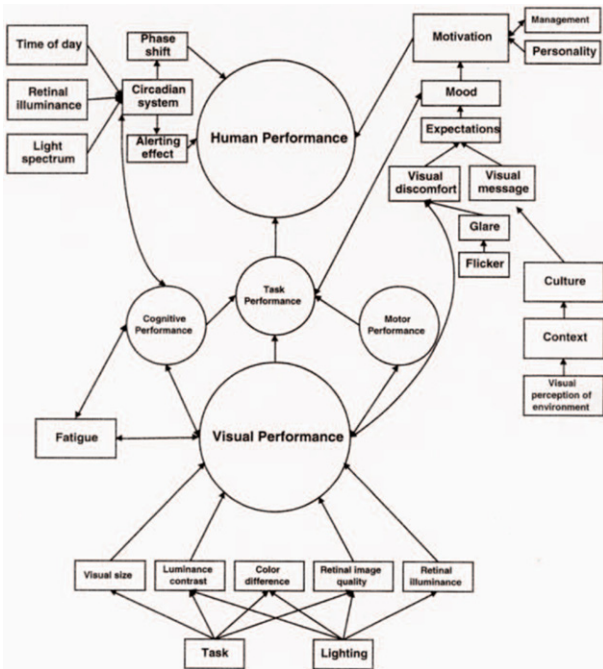 Time of day
Retinal
illuminance
Light
spectrum
Phase
shift
Circadian
system
Alerting
effect
Human Performance
Motivation
Management
Personality
Mood
Expectations
Visual
discomfort
Visual
message
Glare
Flicker
Culture
Context
Visual
perception of
environment
Cognitive
Performance
Task
Performance
Motor
Performance
Fatigue
Visual Performance
Visual size
Luminance
contrast
Color
difference
Retinal image
quality
Retinal
illuminance
Task
Lighting